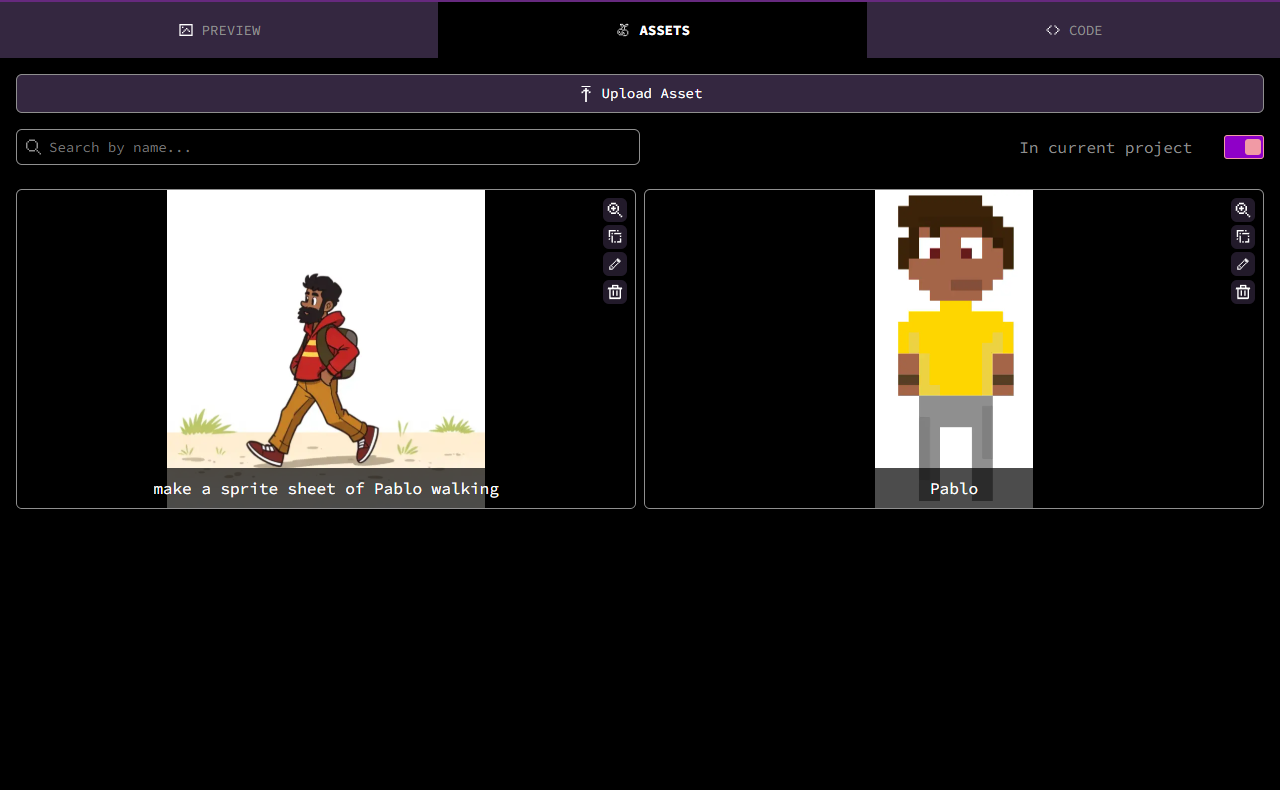 PREVIEW
ASSETS
CODE
Upload Asset
Search by name...
In current project
make a sprite sheet of Pablo walking
Pablo